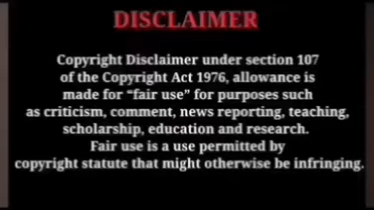 DISCLAIMER
Copyright Disclaimer under section 107
of the Copyright Act 1976, allowance is
made for “fair use” for purposes such
as criticism, comment, news reporting, teaching,
scholarship, education and research.
Fair use is a use permitted by
copyright statute that might otherwise be infringing.